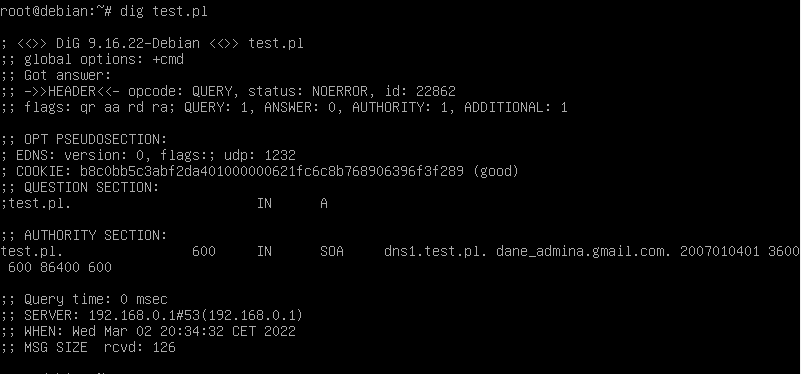 root@debian:~# dig test.pl
; <<>> DiG 9.16.22-Debian <<>> test.pl
;; global options: +cmd
;; Got answer:
;; ->>HEADER<<- opcode: QUERY, status: NOERROR, id: 22862
;; flags: qr aa rd ra; QUERY: 1, ANSWER: 0, AUTHORITY: 1, ADDITIONAL: 1
;; OPT PSEUDOSECTION:
; EDNS: version: 0, flags:; udp: 1232
; COOKIE: b8c0bb5c3abf2da401000000621fc6c8b768906396f3f289 (good)
;; QUESTION SECTION:
;test.pl. IN A
;; AUTHORITY SECTION:
test.pl. 600 IN SOA dns1.test.pl. dane_admina.gmail.com. 2007010401 3600
600 86400 600
;; Query time: 0 msec
;; SERVER: 192.168.0.1#53(192.168.0.1)
;; WHEN: Wed Mar 02 20:34:32 CET 2022
;; MSG SIZE rcvd: 126